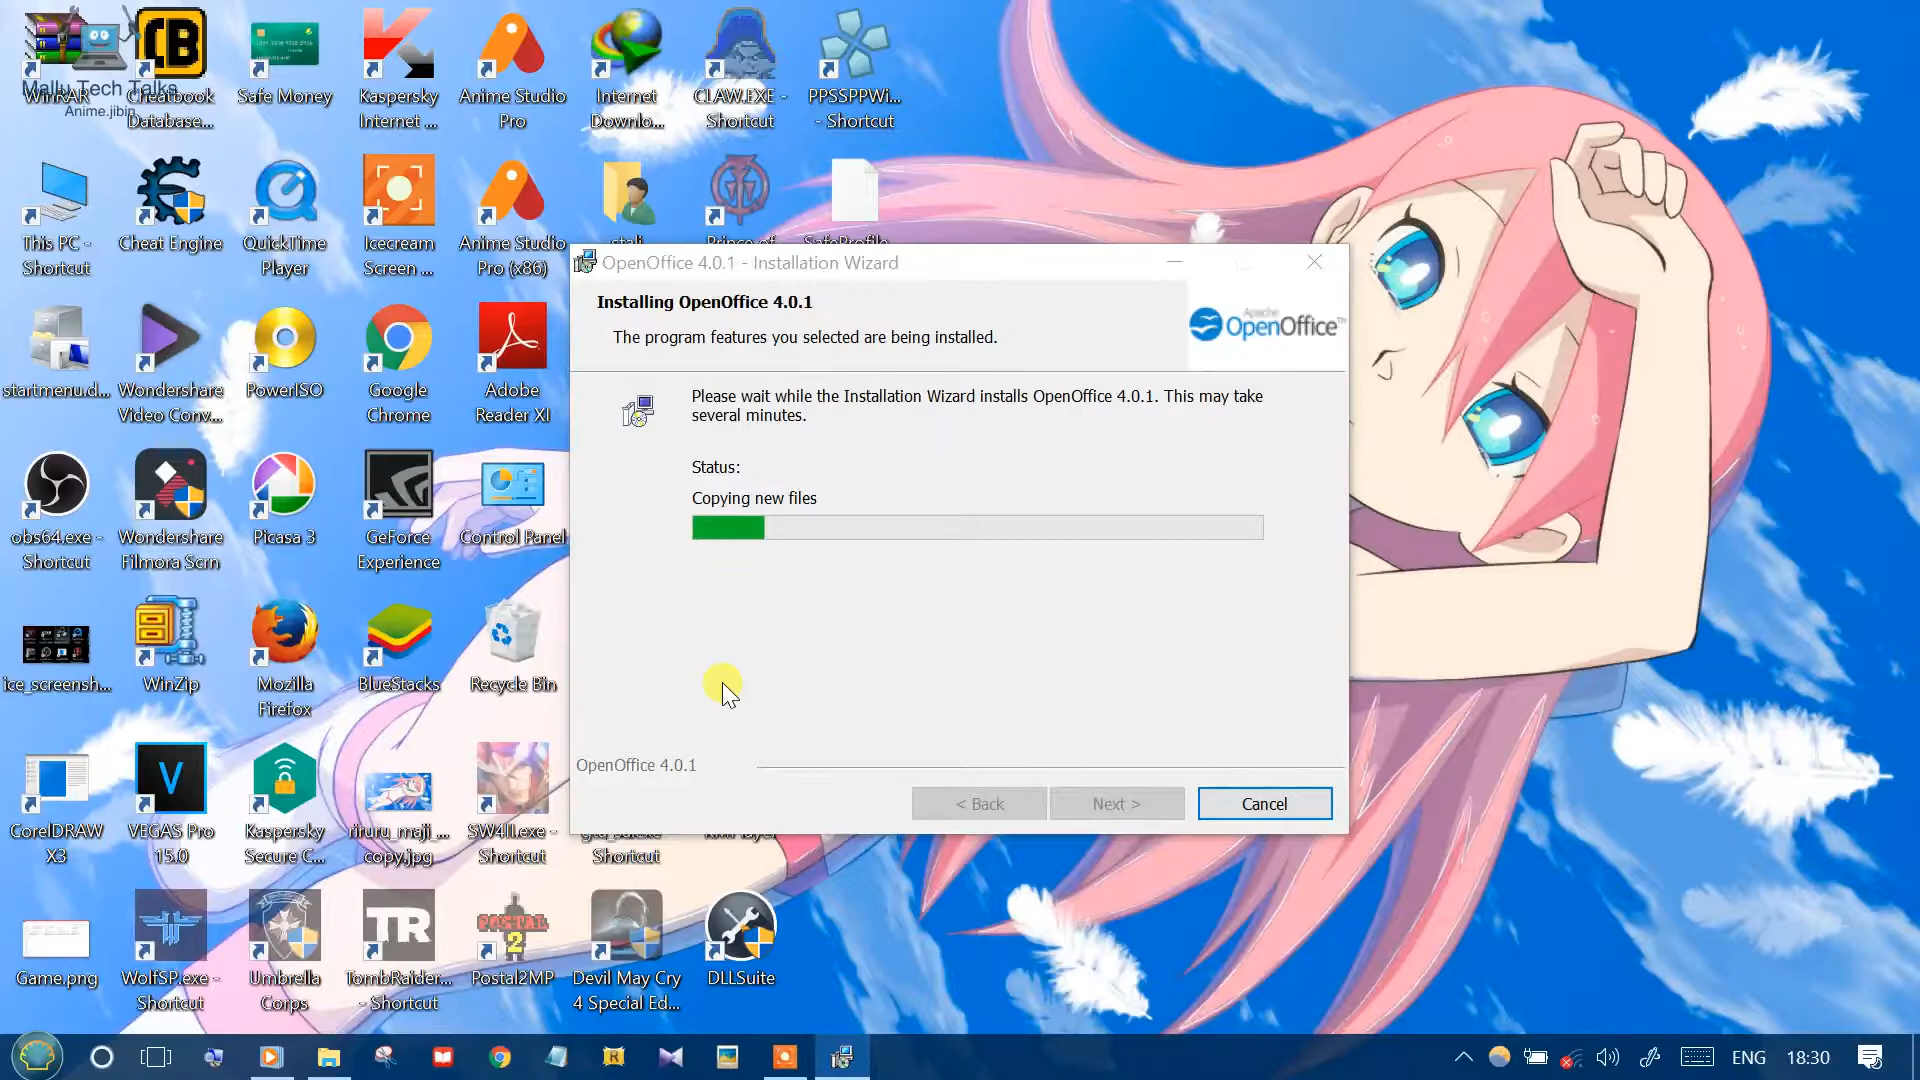 WinRAR
Mallu Tech Talks
Anime.jibin
Cheatbook
Database...
Safe Money
Kaspersky
Internet ...
Anime Studio
Pro
Internet
Downlo...
CLAW.EXE -
Shortcut
PPSSPPWi...
- Shortcut
This PC -
Shortcut
Cheat Engine
QuickTime
Player
Icecream
Screen ...
Anime Studio
Pro (x86)
Prince of
SafeProfile
startmenu.d...
Wondershare
Video Conv...
PowerISO
Google
Chrome
Adobe
Reader XI
obs64.exe -
Shortcut
Wondershare
Filmora Scrn
Picasa 3
GeForce
Experience
Control Panel
ice_screensh...
WinZip
Mozilla
Firefox
BlueStacks
Recycle Bin
CorelDRAW
X3
VEGAS Pro
15.0
Kaspersky
Secure C...
riruru_maji_...
copy.jpg
SW4II.exe -
Shortcut
Shortcut
Game.png
WolfSP.exe -
Shortcut
Umbrella
Corps
TR
TombRaider...
- Shortcut
POSTAL
2
Postal2MP
Devil May Cry
4 Special Ed...
DLLSuite
OpenOffice 4.0.1 - Installation Wizard
Installing OpenOffice 4.0.1
The program features you selected are being installed.
Apache
OpenOffice™
Please wait while the Installation Wizard installs OpenOffice 4.0.1. This may take
several minutes.
Status:
Copying new files
OpenOffice 4.0.1
< Back
Next >
Cancel
ENG
18:30